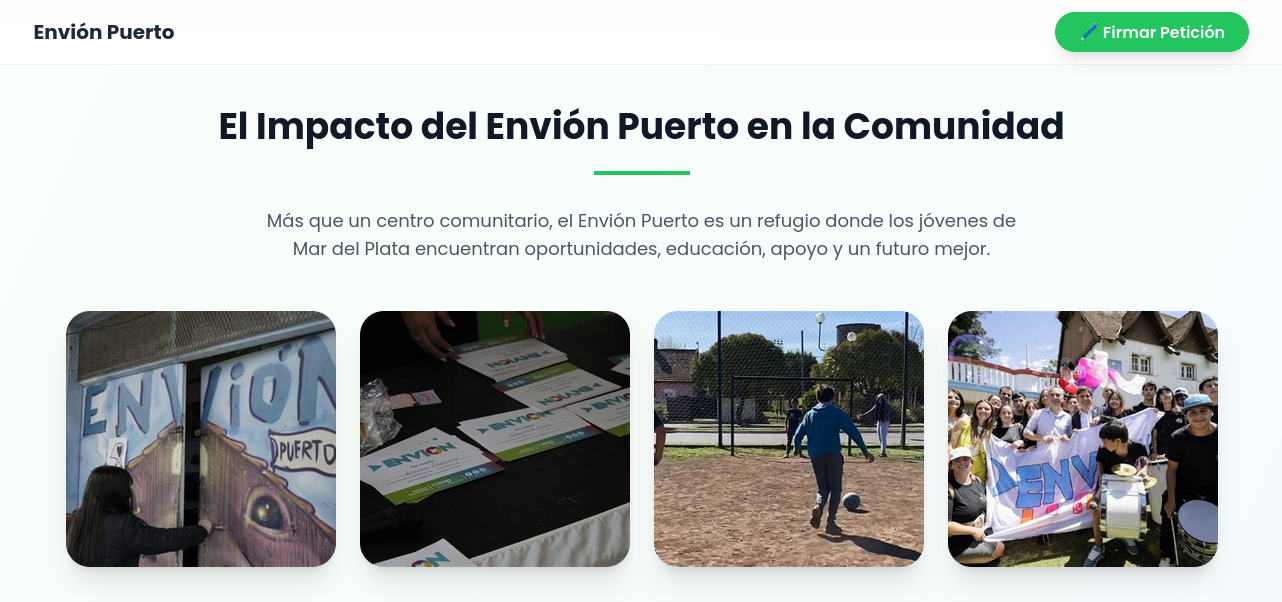 Envión Puerto
Firmar Petición
El Impacto del Envión Puerto en la Comunidad
Más que un centro comunitario, el Envión Puerto es un refugio donde los jóvenes de
Mar del Plata encuentran oportunidades, educación, apoyo y un futuro mejor.
ENVIÓN
PUERTO
ENVION
ENVION
ENVION
ENV